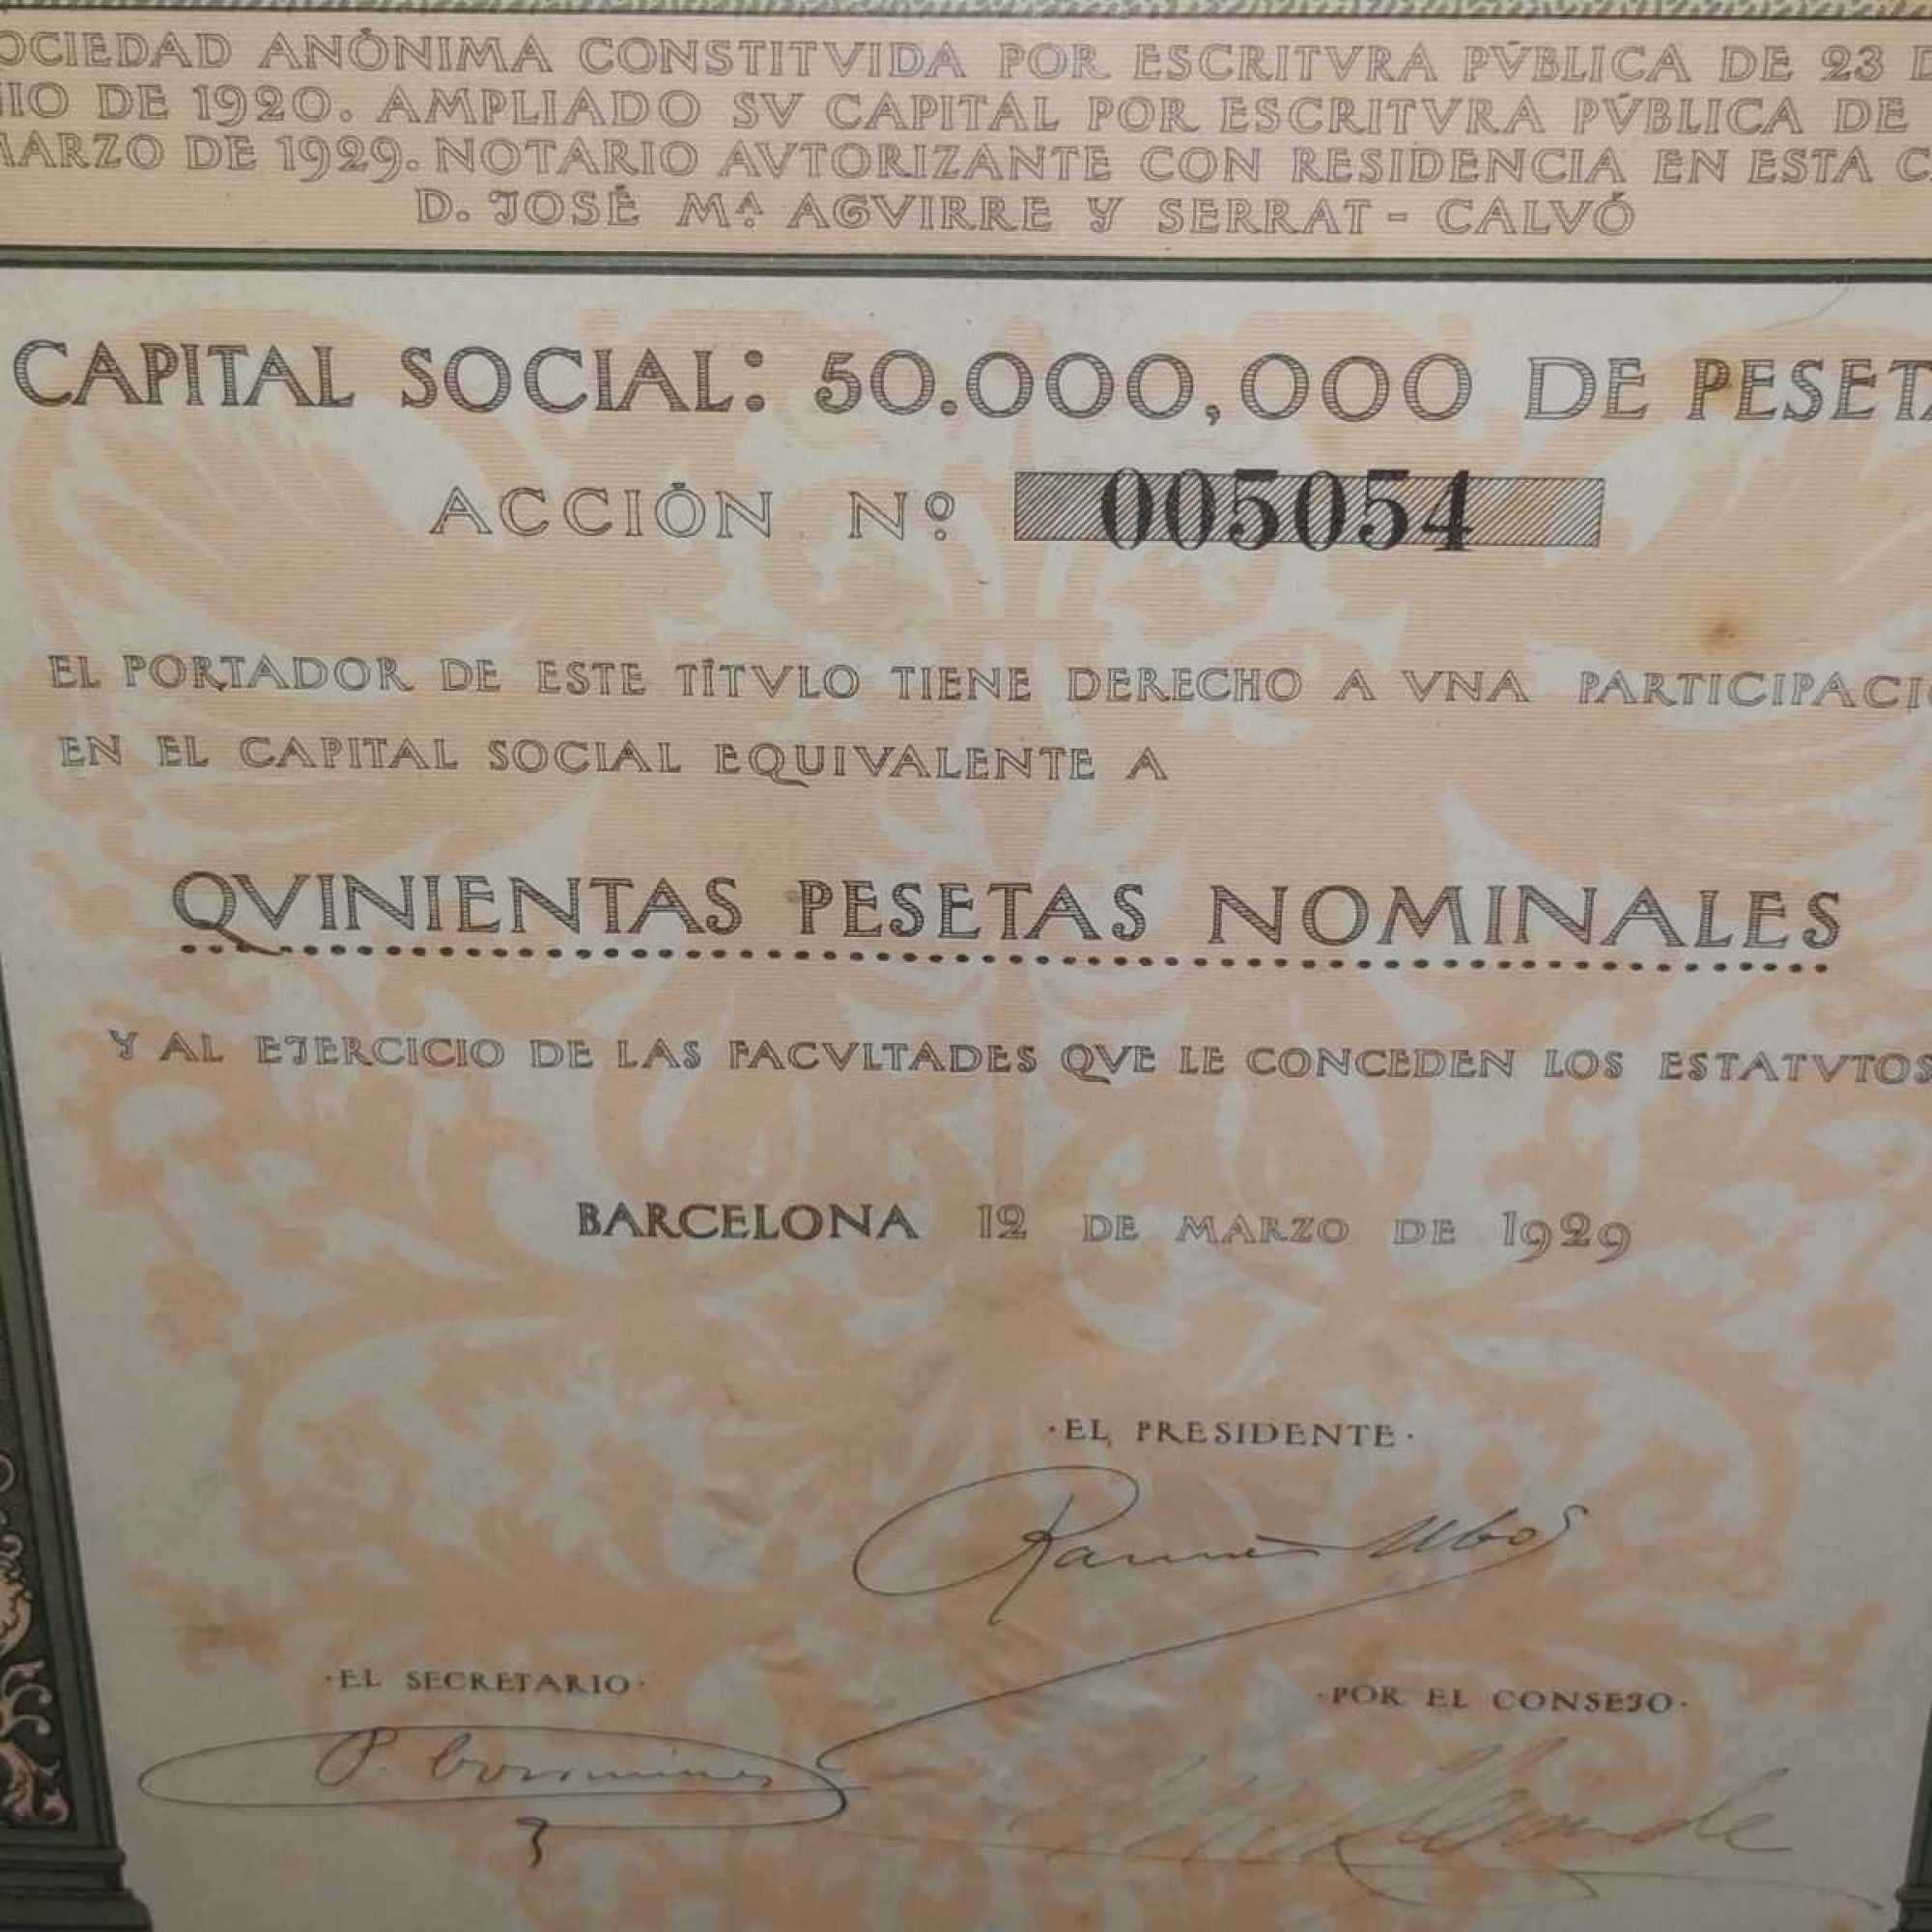 OCIEDAD ANÓNIMA CONSTITVIDA POR ESCRITVRA PVBLICA DE 23 D
NIO DE 1920. AMPLIADO SV CAPITAL POR ESCRITVRA PVBLICA DE
MARZO DE 1929. NOTARIO AVTORIZANTE CON RESIDENCIA EN ESTA C
D. JOSÉ Mª AGVIRRE Y SERRAT - CALVÓ
CAPITAL SOCIAL: 50.000,000 DE PESETA
ACCIÓN Nº 005054
EL PORTADOR DE ESTE TÍTVLO TIENE DERECHO A VNA PARTICIPACIO
EN EL CAPITAL SOCIAL EQUIVALENTE A
QVINIENTAS PESETAS NOMINALES
Y AL EJERCICIO DE LAS FACVLTADES QVE LE CONCEDEN LOS ESTATVTOS
BARCELONA 12 DE MARZO DE 1929
·EL PRESIDENTE·
·EL SECRETARIO·
·POR EL CONSEJO·